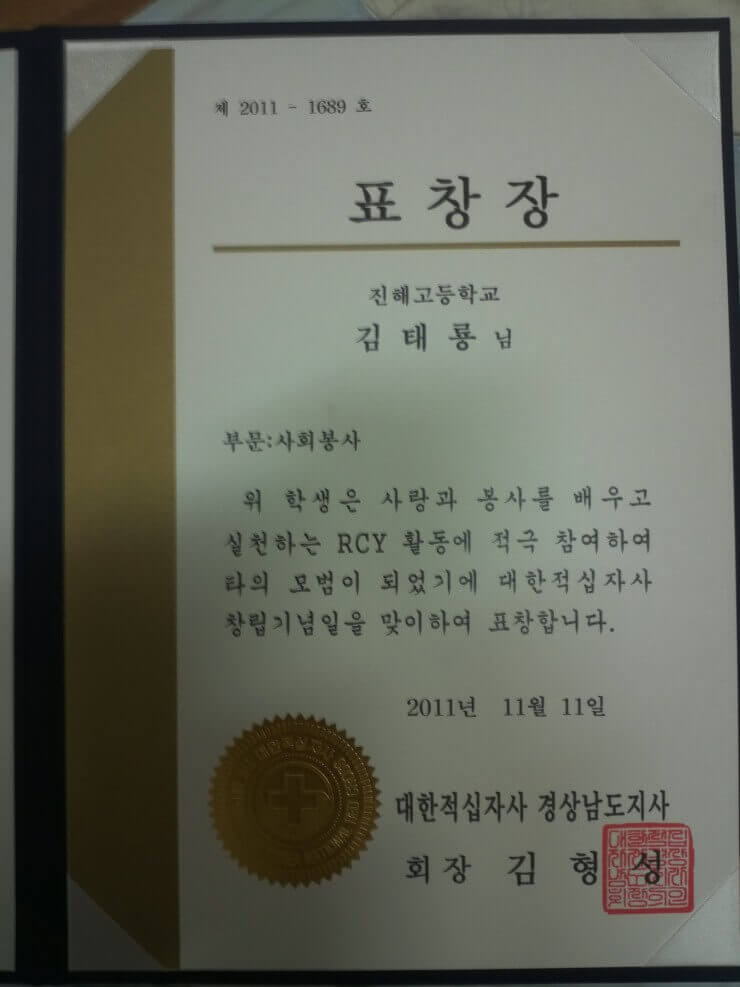 제 2011 - 1689 호
표 창 장
진해고등학교
김 태 룡 님
부문:사회봉사
위 학생은 사랑과 봉사를 배우고
실천하는 RCY 활동에 적극 참여하여
타의 모범이 되었기에 대한적십자사
창립기념일을 맞이하여 표창합니다.
2011년 11월 11일
대한적십자사 경상남도지사
회장 김 형 성